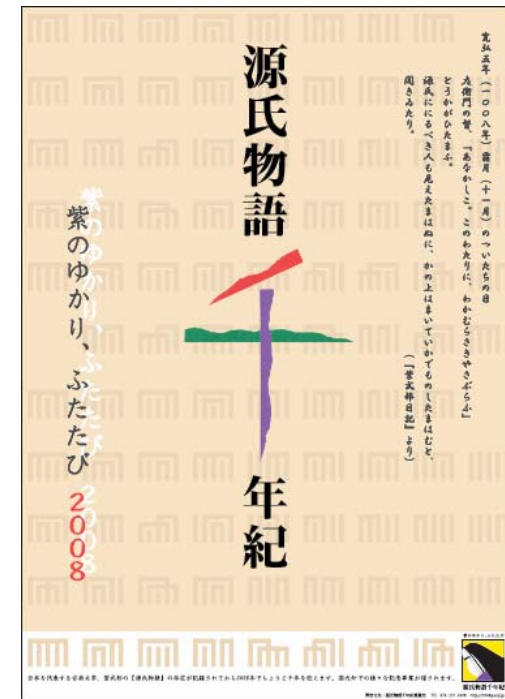 寛弘五年（一〇〇八年）霜月（十一月）のついたちの日
左衛門の督、「あなかしこ。このわたりに、わかむらさきやさぶらふ」
とうかがひたまふ。
源氏ににるべき人も見えたまはぬに、かの上はまいていかでものしたまはむと、
聞きゐたり。
（『紫式部日記』より）
源氏物語千年紀
紫のゆかり、ふたたび
2008
源氏物語千年紀